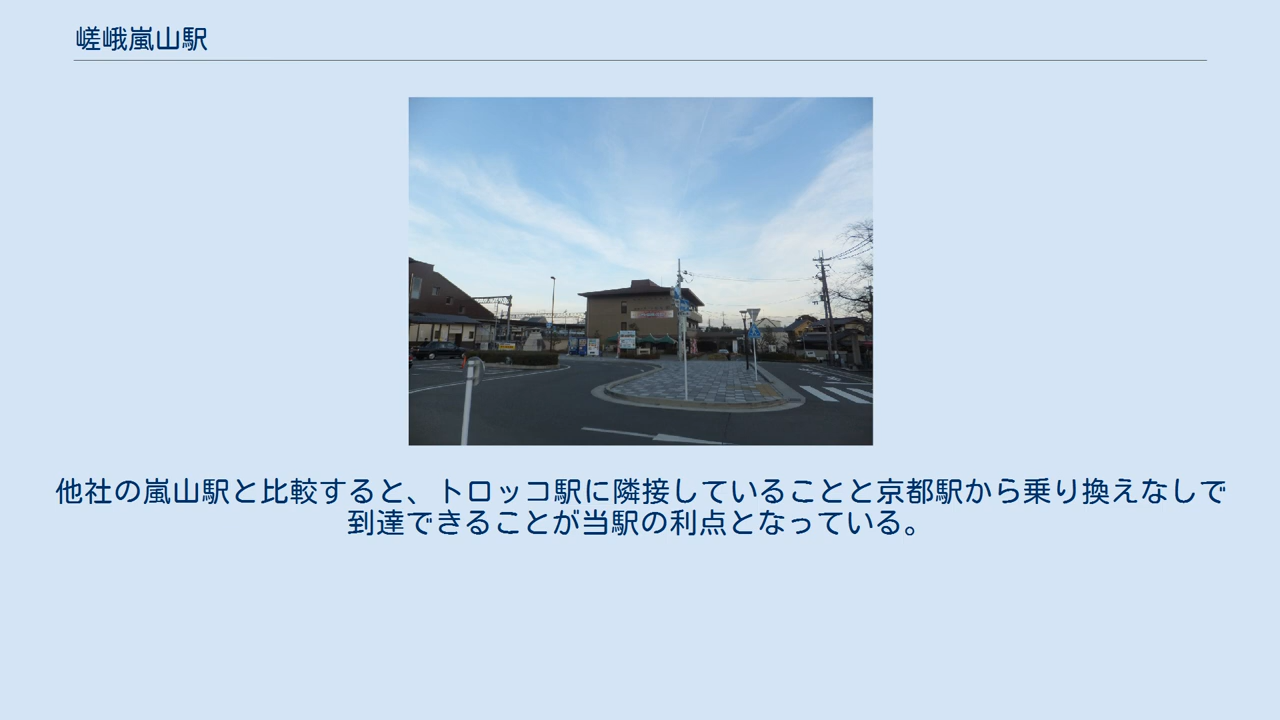 嵯峨嵐山駅
他社の嵐山駅と比較すると、トロッコ駅に隣接していることと京都駅から乗り換えなしで
到達できることが当駅の利点となっている。